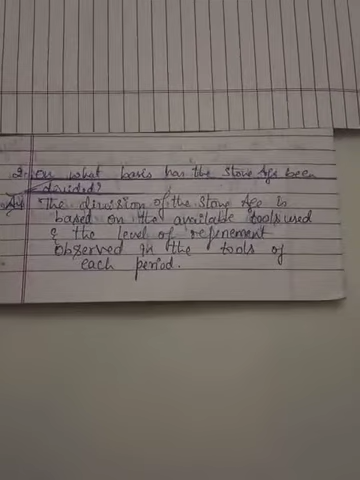 2. On what basis has the Stone Age been
divided?
Ans The division of the Stone Age is
based on the available tools used
& the level of refinement
observed in the tools of
each period.